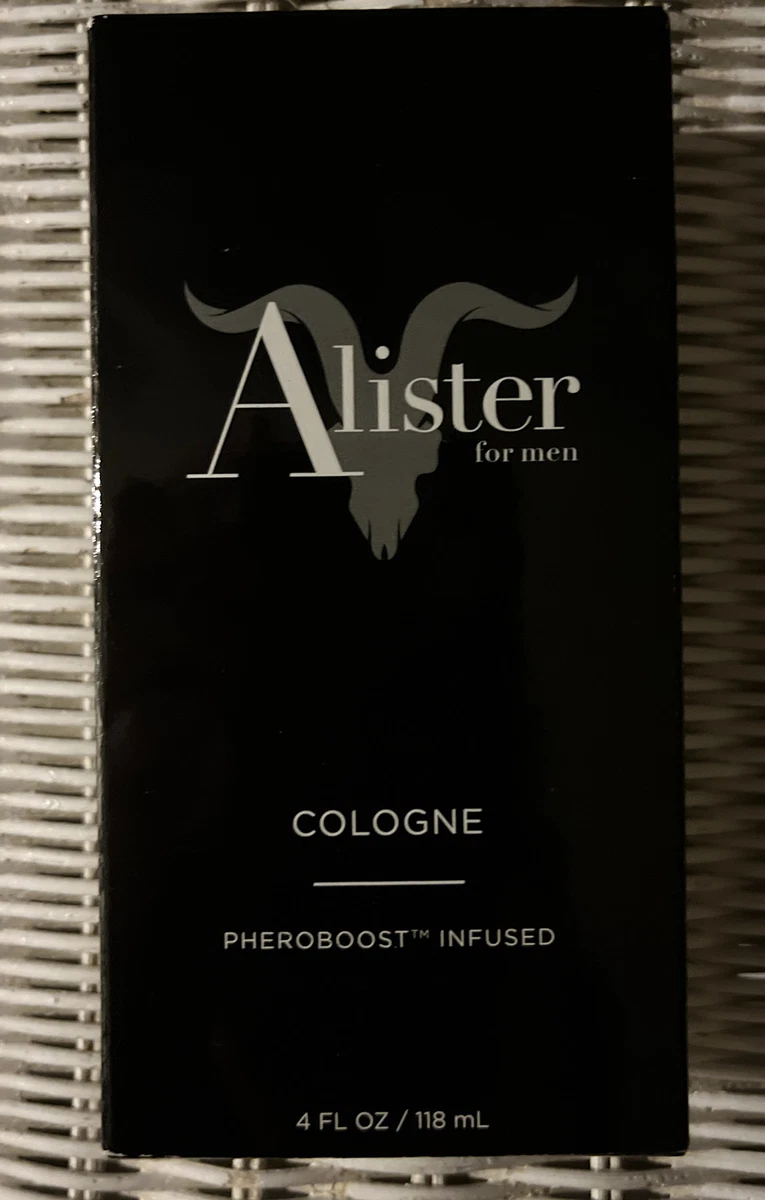 Alister
for men
COLOGNE
PHEROBOOST™ INFUSED
4 FL OZ / 118 mL